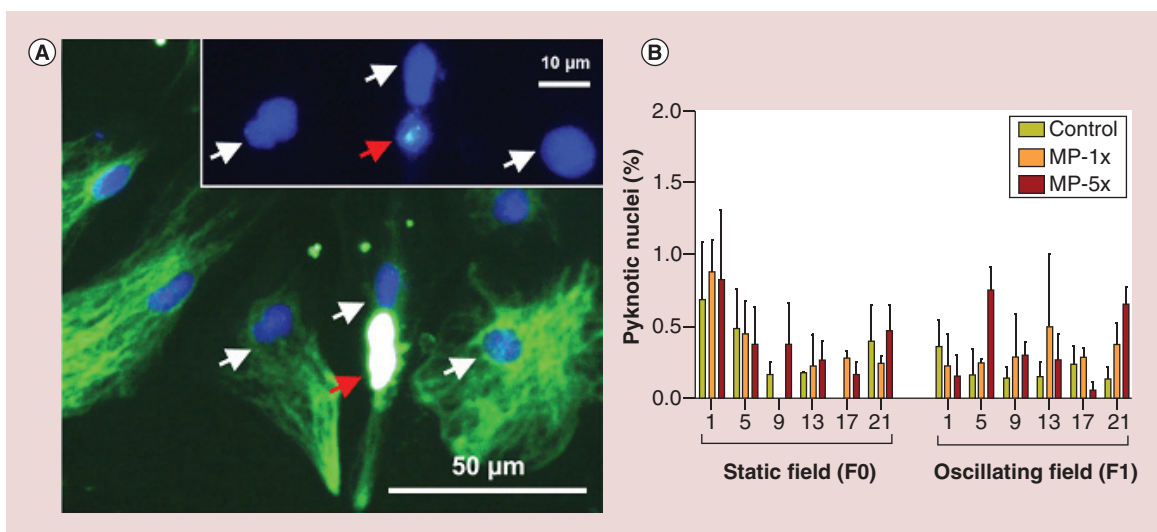 A
10 µm
50 µm
B
Pyknotic nuclei (%)
2.0
1.5
1.0
0.5
0.0
Control
MP-1x
MP-5x
1 5 9 13 17 21 1 5 9 13 17 21
Static field (F0) Oscillating field (F1)